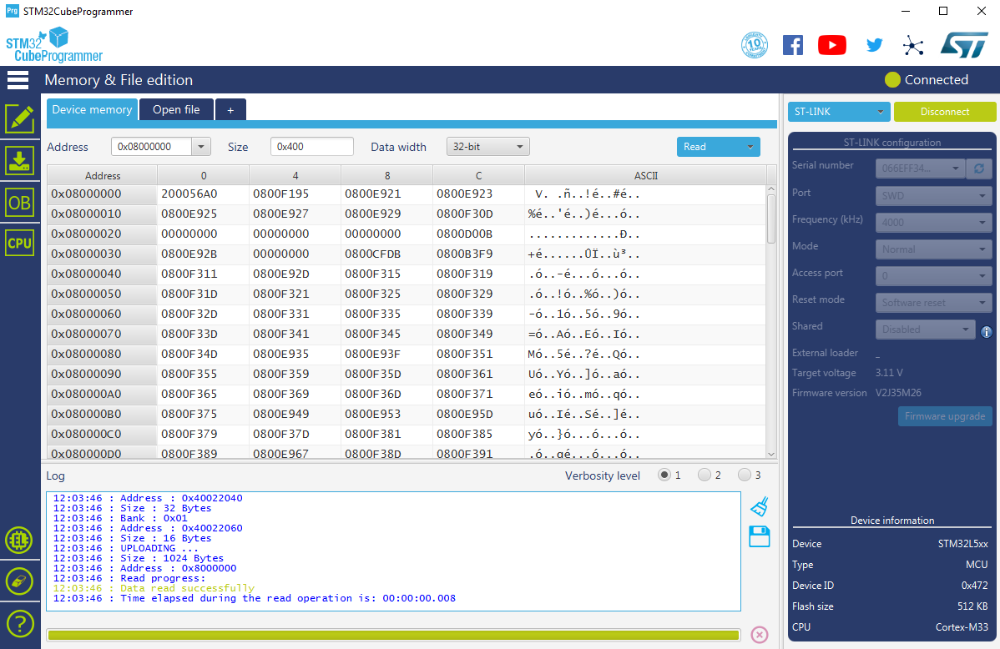 Prg STM32CubeProgrammer
STM32
CubeProgrammer
10
YEARS
ST
Memory & File edition
Connected
Device memory
Open file
+
ST-LINK
Disconnect
Address
0x08000000
Size
0x400
Data width
32-bit
Read
Address 0 4 8 C ASCII
0x08000000 200056A0 0800F195 0800E921 0800E923  V. .ñ..!é..#é..
0x08000010 0800E925 0800E927 0800E929 0800F30D %é..'é..)é...ó..
0x08000020 00000000 00000000 00000000 0800D00B .............Ð..
0x08000030 0800E92B 00000000 0800CFDB 0800B3F9 +é......ÛÏ..ù³..
0x08000040 0800F311 0800E92D 0800F315 0800F319 .ó..-é...ó...ó..
0x08000050 0800F31D 0800F321 0800F325 0800F329 .ó..!ó..%ó..)ó..
0x08000060 0800F32D 0800F331 0800F335 0800F339 -ó..1ó..5ó..9ó..
0x08000070 0800F33D 0800F341 0800F345 0800F349 =ó..Aó..Eó..Ió..
0x08000080 0800F34D 0800E935 0800E93F 0800F351 Mó..5é..?é..Qó..
0x08000090 0800F355 0800F359 0800F35D 0800F361 Uó..Yó..]ó..aó..
0x080000A0 0800F365 0800F369 0800F36D 0800F371 eó..ió..mó..qó..
0x080000B0 0800F375 0800E949 0800E953 0800E95D uó..Ié..Sé..]é..
0x080000C0 0800F379 0800F37D 0800F381 0800F385 yó..}ó...ó...ó..
0x080000D0 0800F389 0800E967 0800F38D 0800F391 .ó..gé...ó...ó..
Log
Verbosity level
1
2
3
12:03:46 : Address : 0x40022040
12:03:46 : Size : 32 Bytes
12:03:46 : Bank : 0x01
12:03:46 : Address : 0x40022060
12:03:46 : Size : 16 Bytes
12:03:46 : UPLOADING ...
12:03:46 : Size : 1024 Bytes
12:03:46 : Address : 0x8000000
12:03:46 : Read progress:
12:03:46 : Data read successfully
12:03:46 : Time elapsed during the read operation is: 00:00:00.008
OB
CPU
?
ST-LINK configuration
Serial number 066EFF34...
Port SWD
Frequency (kHz) 4000
Mode Normal
Access port 0
Reset mode Software reset
Shared Disabled
i
External loader _
Target voltage 3.11 V
Firmware version V2J35M26
Firmware upgrade
Device information
Device STM32L5xx
Type MCU
Device ID 0x472
Flash size 512 KB
CPU Cortex-M33